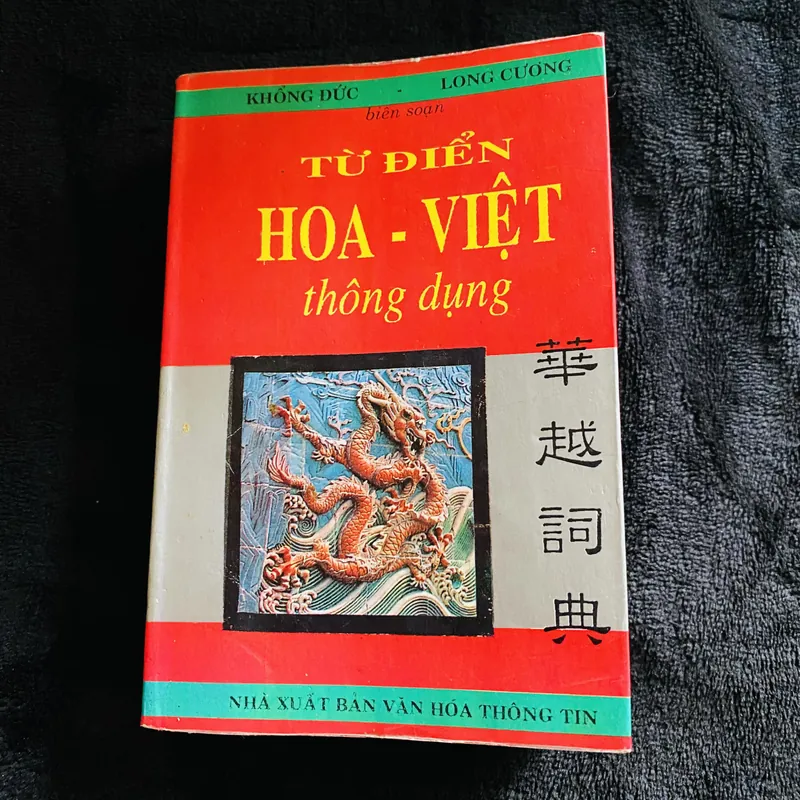 KHỔNG ĐỨC - LONG CƯƠNG
biên soạn
TỪ ĐIỂN
HOA - VIỆT
thông dụng
華越詞典
NHÀ XUẤT BẢN VĂN HÓA THÔNG TIN